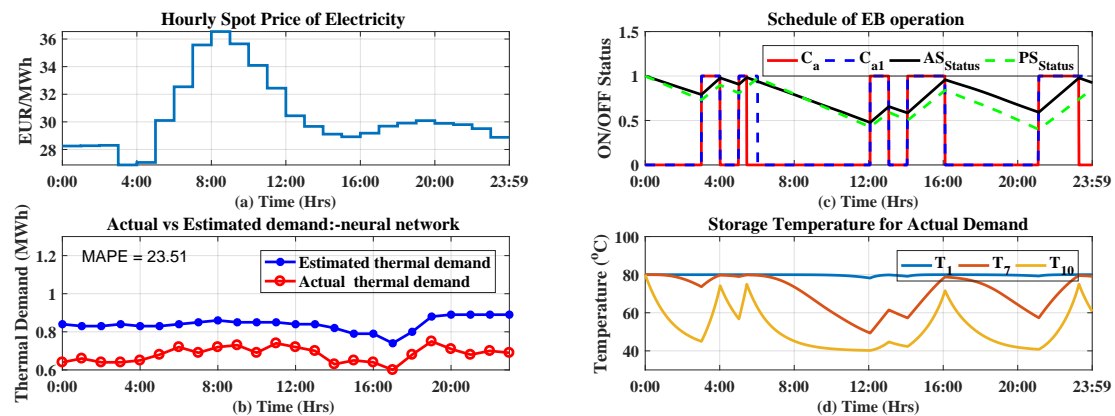 Hourly Spot Price of Electricity
EUR/MWh
36
34
32
30
28
0:00 4:00 8:00 12:00 16:00 20:00 23:59
(a) Time (Hrs)
Schedule of EB operation
ON/OFF Status
1.5
1
0.5
0
C_a C_a1 AS_Status PS_Status
0:00 4:00 8:00 12:00 16:00 20:00 23:59
(c) Time (Hrs)
Actual vs Estimated demand:-neural network
Thermal Demand (MWh)
1.2
1
0.8
0.6
MAPE = 23.51
Estimated thermal demand
Actual thermal demand
0:00 4:00 8:00 12:00 16:00 20:00
(b) Time (Hrs)
Storage Temperature for Actual Demand
Temperature (°C)
100
80
60
40
T_1 T_7 T_10
0:00 4:00 8:00 12:00 16:00 20:00 23:59
(d) Time (Hrs)